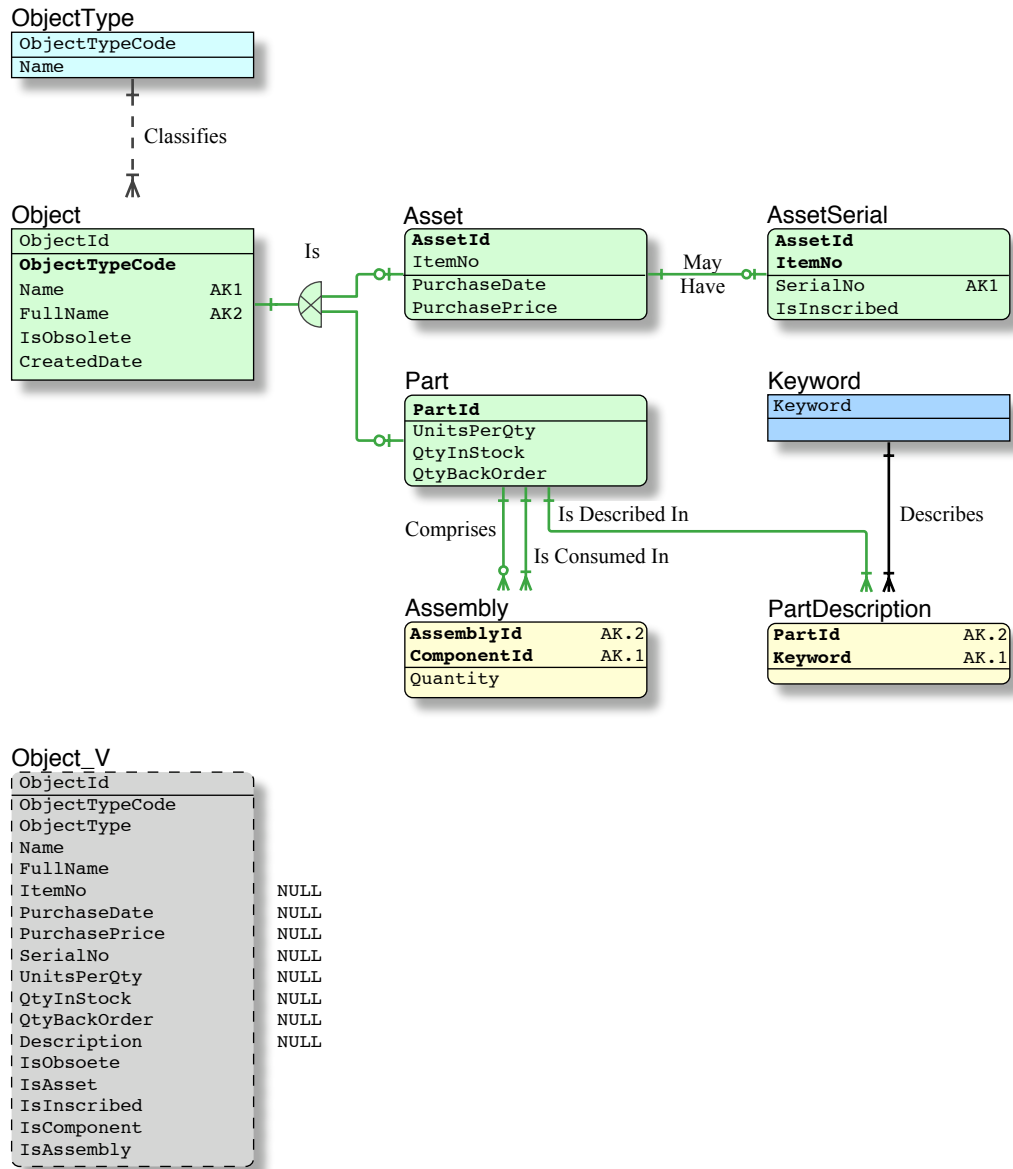 ObjectType
ObjectTypeCode
Name
Classifies
Object
ObjectId
ObjectTypeCode
Name AK1
FullName AK2
IsObsolete
CreatedDate
Is
Asset
AssetId
ItemNo
PurchaseDate
PurchasePrice
May
Have
AssetSerial
AssetId
ItemNo
SerialNo AK1
IsInscribed
Part
PartId
UnitsPerQty
QtyInStock
QtyBackOrder
Keyword
Keyword
Comprises
Is Described In
Is Consumed In
Describes
Assembly
AssemblyId AK.2
ComponentId AK.1
Quantity
PartDescription
PartId AK.2
Keyword AK.1
Object_V
ObjectId
ObjectTypeCode
ObjectType
Name
FullName
ItemNo NULL
PurchaseDate NULL
PurchasePrice NULL
SerialNo NULL
UnitsPerQty NULL
QtyInStock NULL
QtyBackOrder NULL
Description NULL
IsObsoete
IsAsset
IsInscribed
IsComponent
IsAssembly